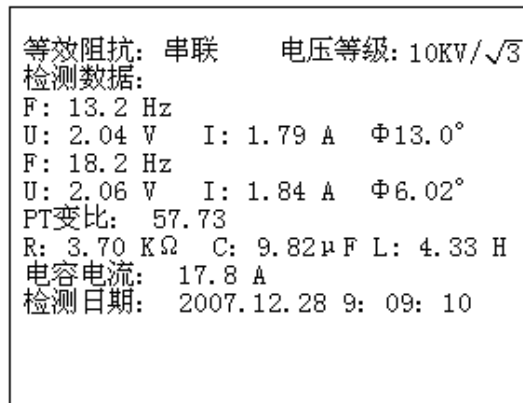 等效阻抗: 串联 电压等级: 10KV/√3
检测数据:
F: 13.2 Hz
U: 2.04 V I: 1.79 A Φ13.0°
F: 18.2 Hz
U: 2.06 V I: 1.84 A Φ6.02°
PT变比: 57.73
R: 3.70 KΩ C: 9.82μF L: 4.33 H
电容电流: 17.8 A
检测日期: 2007.12.28 9: 09: 10